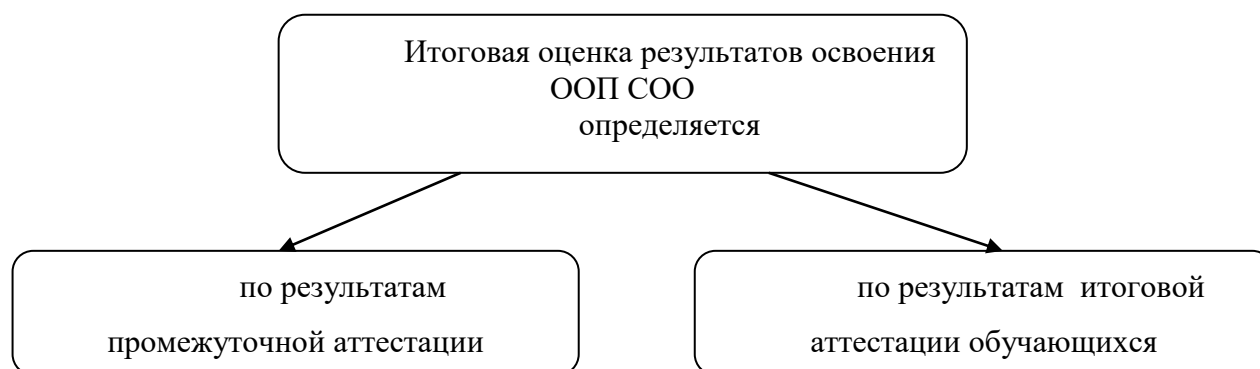 Итоговая оценка результатов освоения
ООП СОО
определяется
по результатам
промежуточной аттестации
по результатам итоговой
аттестации обучающихся